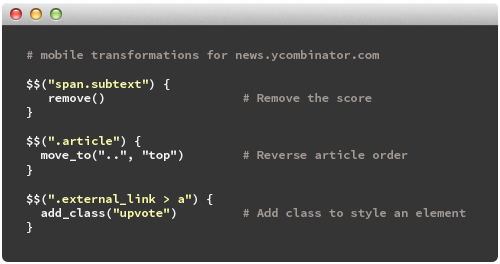 # mobile transformations for news.ycombinator.com
$$("span.subtext") {
remove() # Remove the score
}
$$(".article") {
move_to("..", "top") # Reverse article order
}
$$(".external_link > a") {
add_class("upvote") # Add class to style an element
}